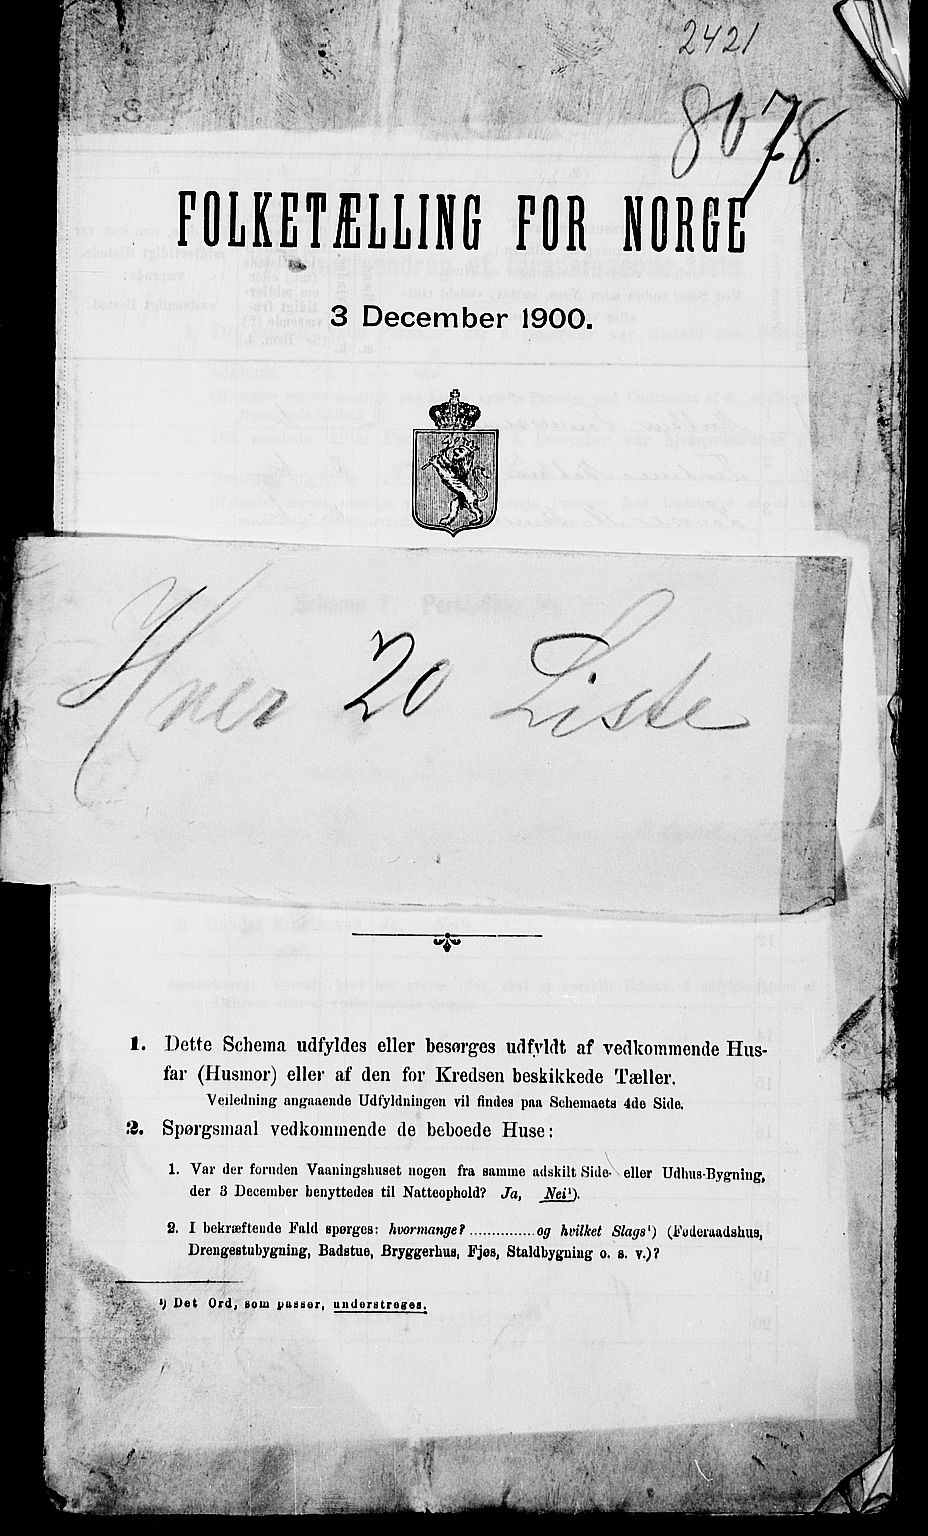 2421
8078.
FOLKETÆLLING FOR NORGE
3 December 1900.
Hver 20 Liste
1. Dette Schema udfyldes eller besørges udfyldt af vedkommende Hus-
far (Husmor) eller af den for Kredsen beskikkede Tæller.
Veiledning angaaende Udfyldningen vil findes paa Schemaets 4de Side.
2. Spørgsmaal vedkommende de beboede Huse:
1. Var der foruden Vaaningshuset nogen fra samme adskilt Side- eller Udhus-Bygning,
der 3 December benyttedes til Natteophold? Ja, Nei¹).
2. I bekræftende Fald spørges: hvormange? ............... og hvilket Slags¹) (Føderaadshus,
Drengestubygning, Badstue, Bryggerhus, Fjøs, Staldbygning o. s. v.)?
¹) Det Ord, som passer, understreges.